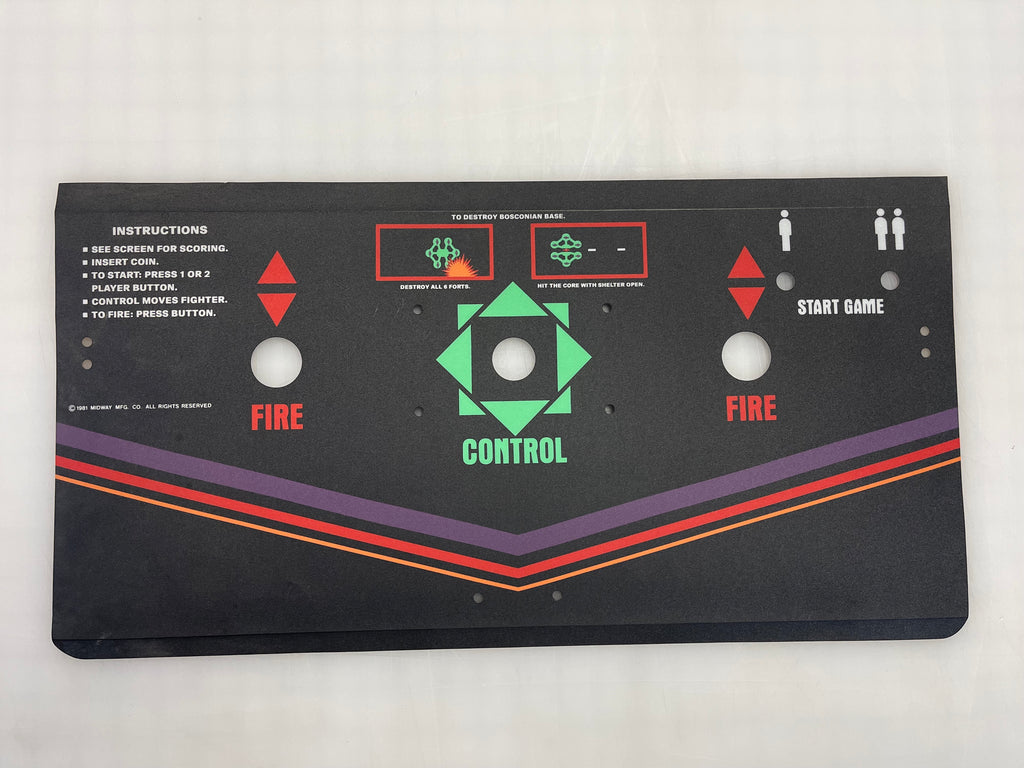 INSTRUCTIONS
■ SEE SCREEN FOR SCORING.
■ INSERT COIN.
■ TO START: PRESS 1 OR 2
PLAYER BUTTON.
■ CONTROL MOVES FIGHTER.
■ TO FIRE: PRESS BUTTON.
© 1981 MIDWAY MFG. CO. ALL RIGHTS RESERVED
FIRE
TO DESTROY BOSCONIAN BASE.
DESTROY ALL 6 FORTS.
HIT THE CORE WITH SHELTER OPEN.
CONTROL
START GAME
FIRE